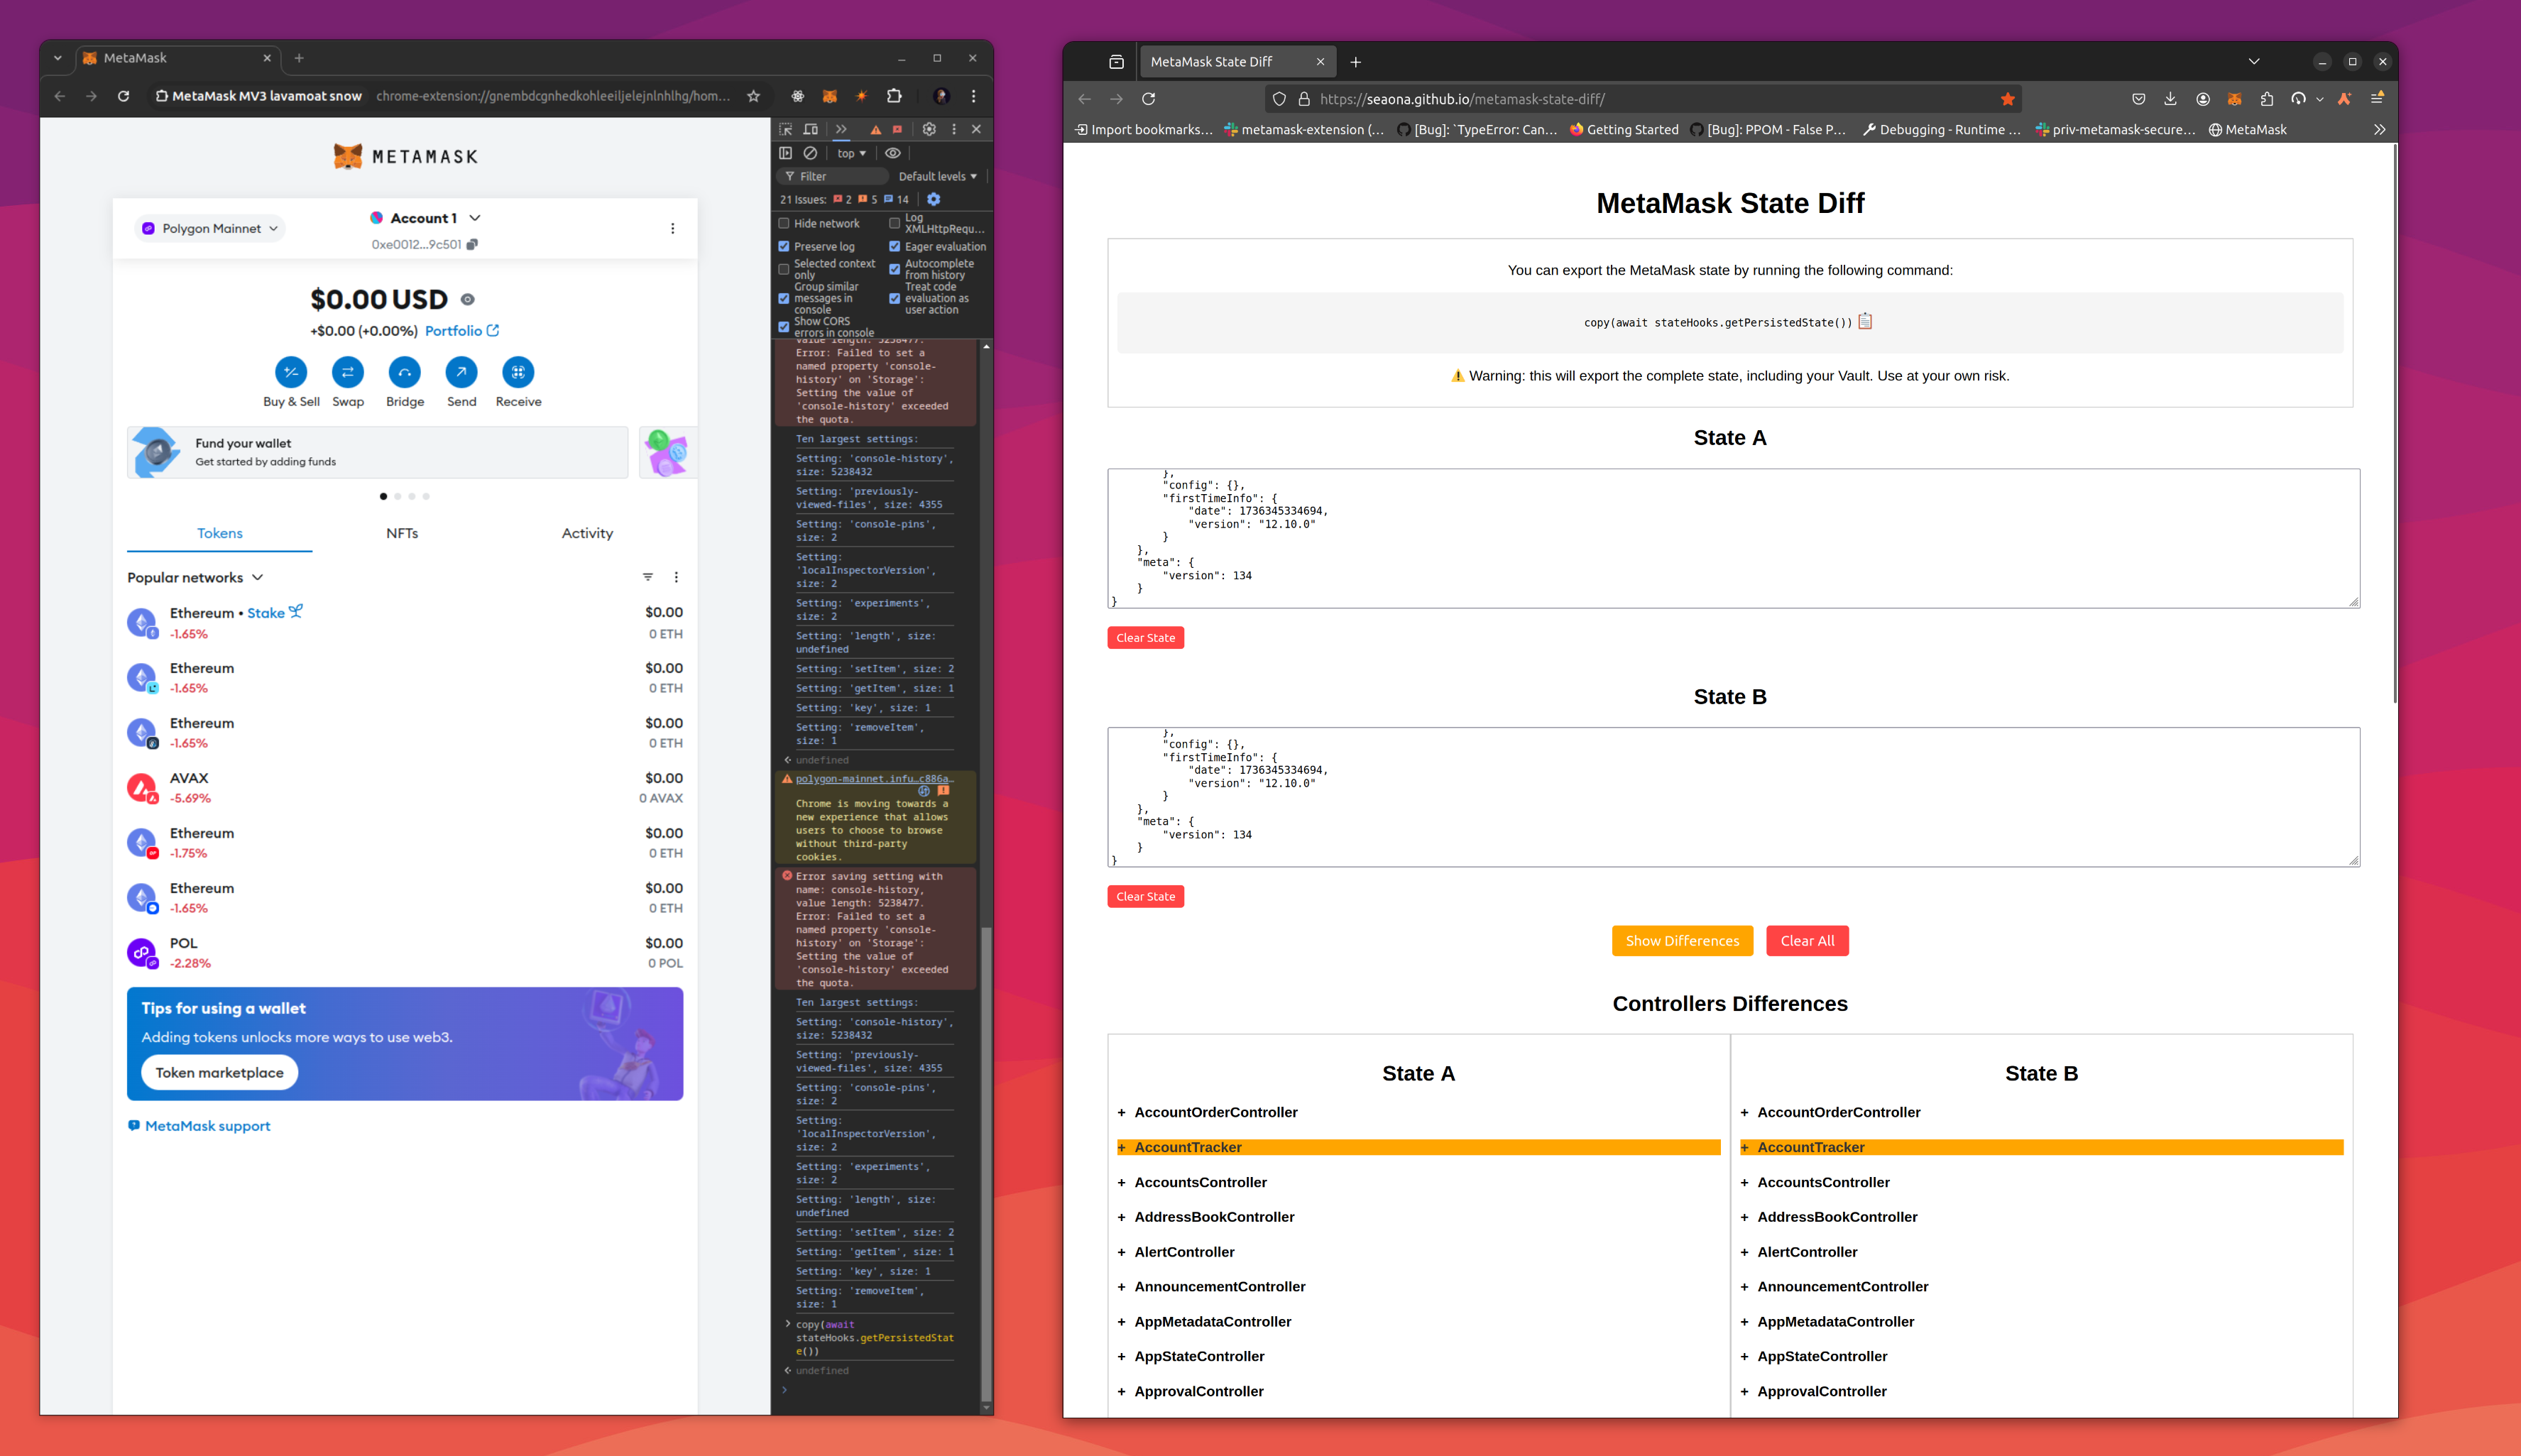 MetaMask
MetaMask MV3 lavamoat snow
chrome-extension://gnembdcgnhedkohleeiljelejnlnhlhg/hom...
METAMASK
Polygon Mainnet
Account 1
0xe0012...9c501
$0.00 USD
+$0.00 (+0.00%) Portfolio
Buy & Sell
Swap
Bridge
Send
Receive
Fund your wallet
Get started by adding funds
Tokens
NFTs
Activity
Popular networks
Ethereum • Stake
$0.00
-1.65%
0 ETH
Ethereum
$0.00
-1.65%
0 ETH
Ethereum
$0.00
-1.65%
0 ETH
AVAX
$0.00
-5.69%
0 AVAX
Ethereum
$0.00
-1.75%
0 ETH
Ethereum
$0.00
-1.65%
0 ETH
POL
$0.00
-2.28%
0 POL
Tips for using a wallet
Adding tokens unlocks more ways to use web3.
Token marketplace
MetaMask support
top
Filter
Default levels
21 Issues: 2 5 14
Hide network
Log
XMLHttpRequ...
Preserve log
Eager evaluation
Selected context
only
Autocomplete
from history
Group similar
messages in
console
Treat code
evaluation as
user action
Show CORS
errors in console
value length: 5238477.
Error: Failed to set a
named property 'console-
history' on 'Storage':
Setting the value of
'console-history' exceeded
the quota.
Ten largest settings:
Setting: 'console-history',
size: 5238432
Setting: 'previously-
viewed-files', size: 4355
Setting: 'console-pins',
size: 2
Setting:
'localInspectorVersion',
size: 2
Setting: 'experiments',
size: 2
Setting: 'length', size:
undefined
Setting: 'setItem', size: 2
Setting: 'getItem', size: 1
Setting: 'key', size: 1
Setting: 'removeItem',
size: 1
undefined
polygon-mainnet.infu…c886a…
Chrome is moving towards a
new experience that allows
users to choose to browse
without third-party
cookies.
Error saving setting with
name: console-history,
value length: 5238477.
Error: Failed to set a
named property 'console-
history' on 'Storage':
Setting the value of
'console-history' exceeded
the quota.
Ten largest settings:
Setting: 'console-history',
size: 5238432
Setting: 'previously-
viewed-files', size: 4355
Setting: 'console-pins',
size: 2
Setting:
'localInspectorVersion',
size: 2
Setting: 'experiments',
size: 2
Setting: 'length', size:
undefined
Setting: 'setItem', size: 2
Setting: 'getItem', size: 1
Setting: 'key', size: 1
Setting: 'removeItem',
size: 1
copy(await
stateHooks.getPersistedStat
e())
undefined
MetaMask State Diff
https://seaona.github.io/metamask-state-diff/
Import bookmarks...
metamask-extension (...
[Bug]: `TypeError: Can...
Getting Started
[Bug]: PPOM - False P...
Debugging - Runtime ...
priv-metamask-secure...
MetaMask
MetaMask State Diff
You can export the MetaMask state by running the following command:
copy(await stateHooks.getPersistedState())
Warning: this will export the complete state, including your Vault. Use at your own risk.
State A
},
"config": {},
"firstTimeInfo": {
"date": 1736345334694,
"version": "12.10.0"
}
},
"meta": {
"version": 134
}
}
Clear State
State B
},
"config": {},
"firstTimeInfo": {
"date": 1736345334694,
"version": "12.10.0"
}
},
"meta": {
"version": 134
}
}
Clear State
Show Differences
Clear All
Controllers Differences
State A
+ AccountOrderController
+ AccountTracker
+ AccountsController
+ AddressBookController
+ AlertController
+ AnnouncementController
+ AppMetadataController
+ AppStateController
+ ApprovalController
State B
+ AccountOrderController
+ AccountTracker
+ AccountsController
+ AddressBookController
+ AlertController
+ AnnouncementController
+ AppMetadataController
+ AppStateController
+ ApprovalController